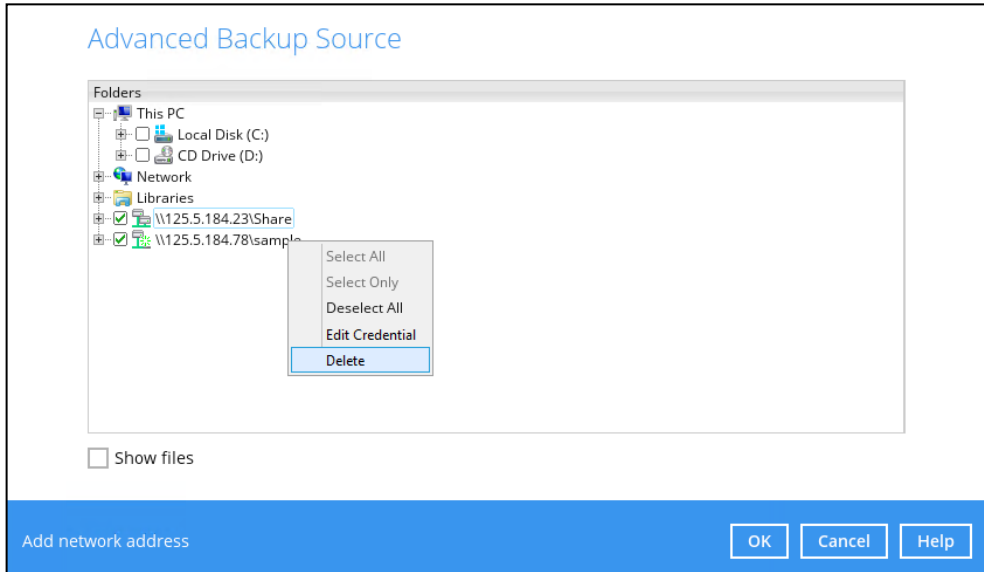 Advanced Backup Source
Folders
This PC
Local Disk (C:)
CD Drive (D:)
Network
Libraries
\\125.5.184.23\Share
\\125.5.184.78\sample
Select All
Select Only
Deselect All
Edit Credential
Delete
Show files
Add network address
OK Cancel Help